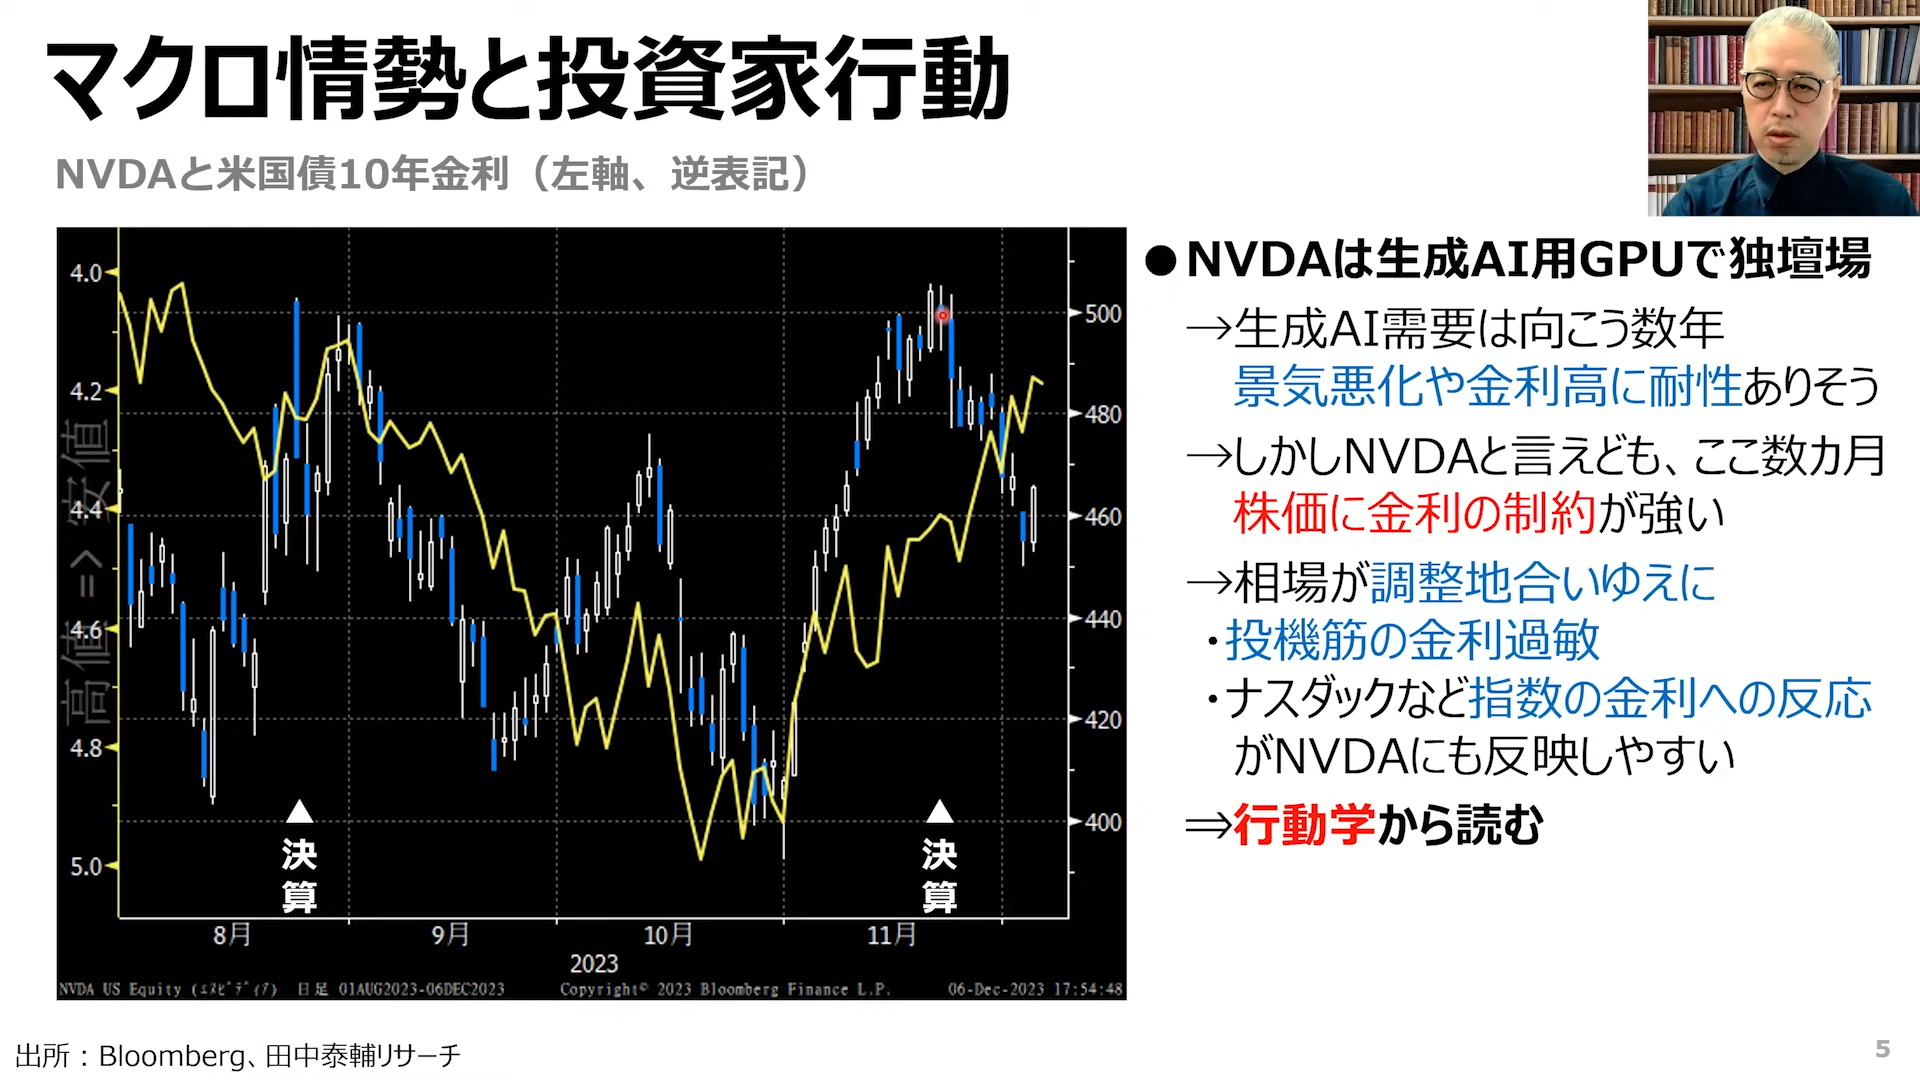 マクロ情勢と投資家行動
NVDAと米国債10年金利（左軸、逆表記）
4.0
4.2
4.4
4.6
4.8
5.0
高値 => 安値
500
480
460
440
420
400
▲
決
算
▲
決
算
8月
9月
10月
11月
2023
NVDA US Equity (ｴﾇﾋﾞﾃﾞｨｱ) 日足 01AUG2023-06DEC2023
Copyright© 2023 Bloomberg Finance L.P.
06-Dec-2023 17:54:48
●NVDAは生成AI用GPUで独壇場
→生成AI需要は向こう数年
景気悪化や金利高に耐性ありそう
→しかしNVDAと言えども、ここ数カ月
株価に金利の制約が強い
→相場が調整地合いゆえに
・投機筋の金利過敏
・ナスダックなど指数の金利への反応
がNVDAにも反映しやすい
⇒行動学から読む
出所：Bloomberg、田中泰輔リサーチ
5